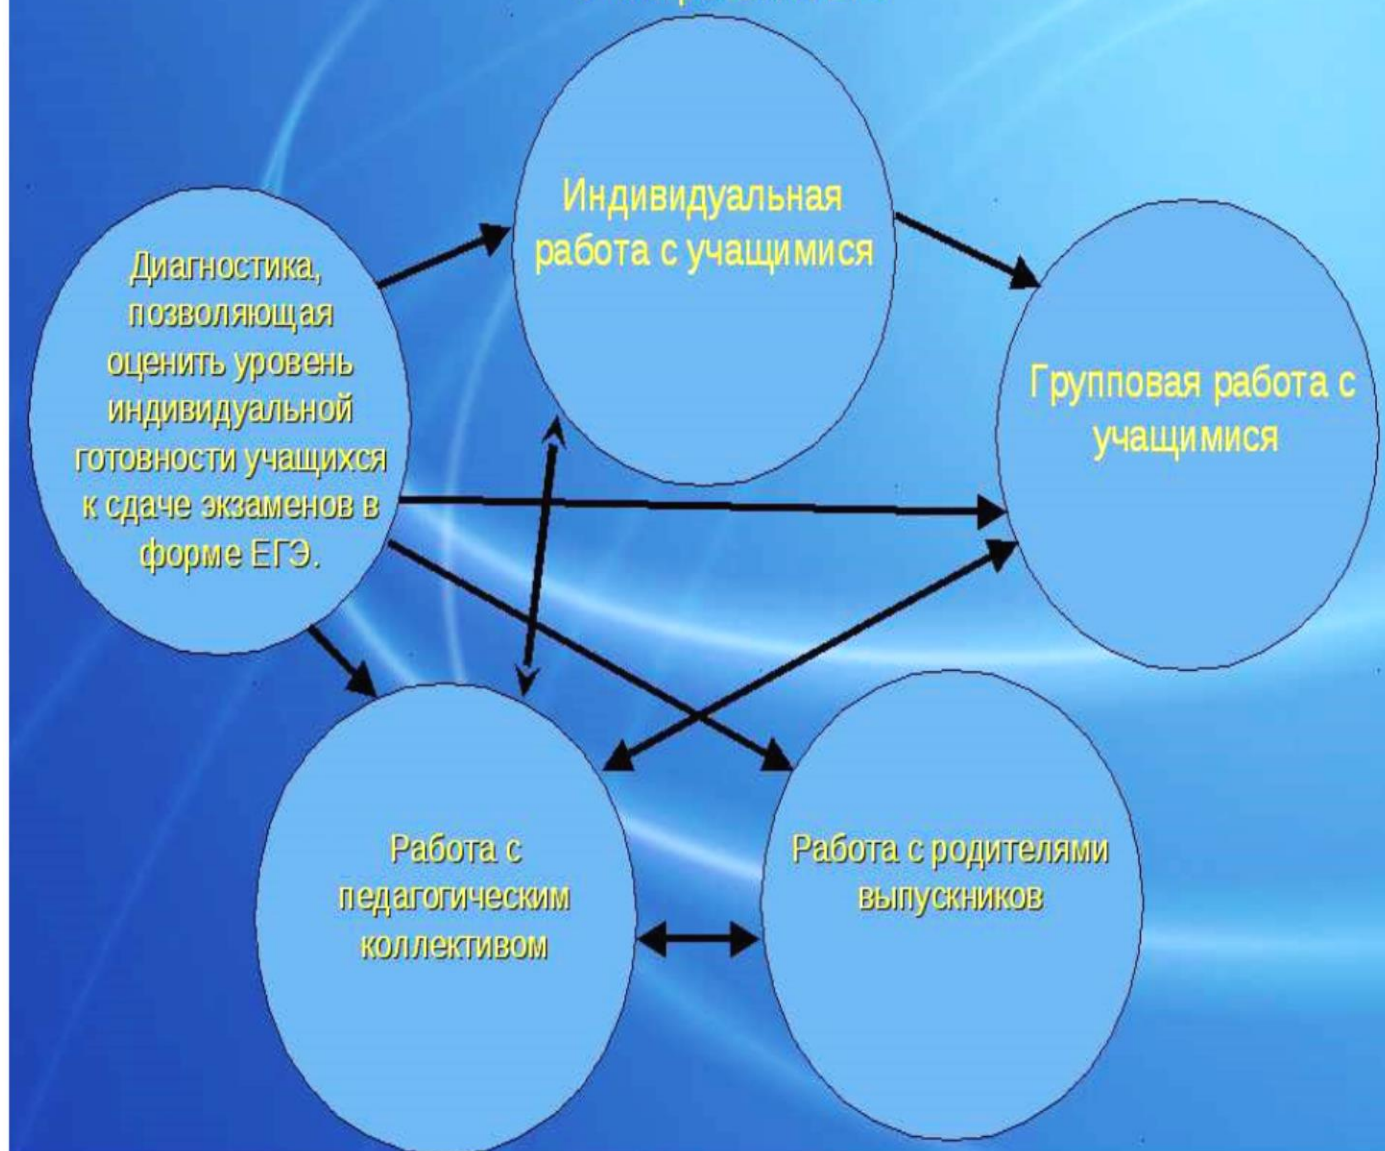 Индивидуальная
работа с учащимися
Диагностика,
позволяющая
оценить уровень
индивидуальной
готовности учащихся
к сдаче экзаменов в
форме ЕГЭ.
Групповая работа с
учащимися
Работа с
педагогическим
коллективом
Работа с родителями
выпускников